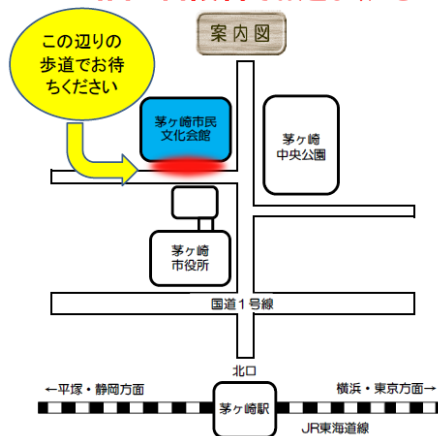 案内図
この辺りの
歩道でお待
ちください
茅ヶ崎市民
文化会館
茅ヶ崎
中央公園
茅ヶ崎
市役所
国道1号線
北口
←平塚・静岡方面
横浜・東京方面→
茅ヶ崎駅
JR東海道線